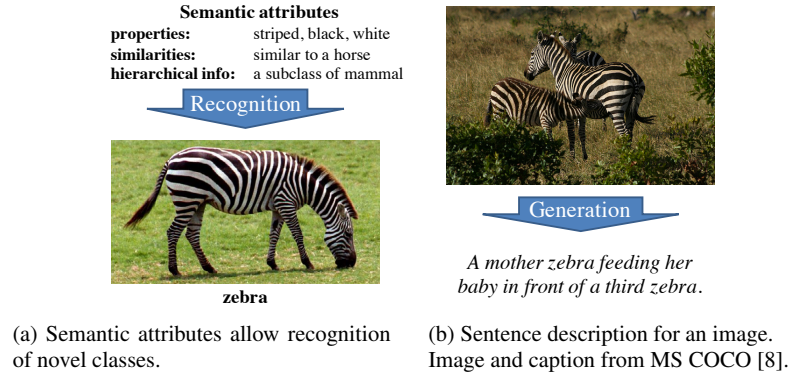 Semantic attributes
properties: striped, black, white
similarities: similar to a horse
hierarchical info: a subclass of mammal
Recognition
zebra
(a) Semantic attributes allow recognition
of novel classes.
Generation
A mother zebra feeding her
baby in front of a third zebra.
(b) Sentence description for an image.
Image and caption from MS COCO [8].